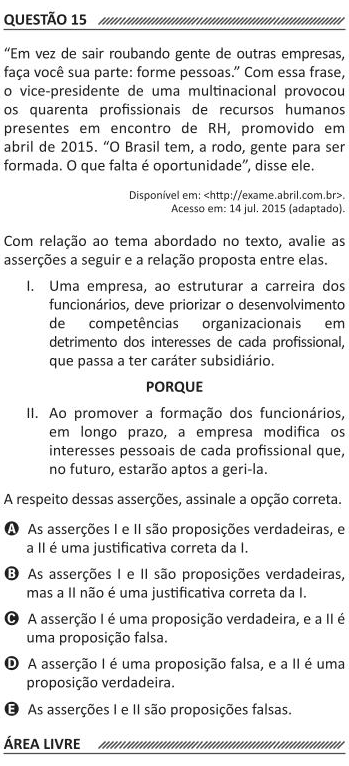 QUESTÃO 15
“Em vez de sair roubando gente de outras empresas,
faça você sua parte: forme pessoas.” Com essa frase,
o vice-presidente de uma multinacional provocou
os quarenta profissionais de recursos humanos
presentes em encontro de RH, promovido em
abril de 2015. “O Brasil tem, a rodo, gente para ser
formada. O que falta é oportunidade”, disse ele.
Disponível em: <http://exame.abril.com.br>.
Acesso em: 14 jul. 2015 (adaptado).
Com relação ao tema abordado no texto, avalie as
asserções a seguir e a relação proposta entre elas.
I. Uma empresa, ao estruturar a carreira dos
funcionários, deve priorizar o desenvolvimento
de competências organizacionais em
detrimento dos interesses de cada profissional,
que passa a ter caráter subsidiário.
PORQUE
II. Ao promover a formação dos funcionários,
em longo prazo, a empresa modifica os
interesses pessoais de cada profissional que,
no futuro, estarão aptos a geri-la.
A respeito dessas asserções, assinale a opção correta.
A As asserções I e II são proposições verdadeiras, e
a II é uma justificativa correta da I.
B As asserções I e II são proposições verdadeiras,
mas a II não é uma justificativa correta da I.
C A asserção I é uma proposição verdadeira, e a II é
uma proposição falsa.
D A asserção I é uma proposição falsa, e a II é uma
proposição verdadeira.
E As asserções I e II são proposições falsas.
ÁREA LIVRE